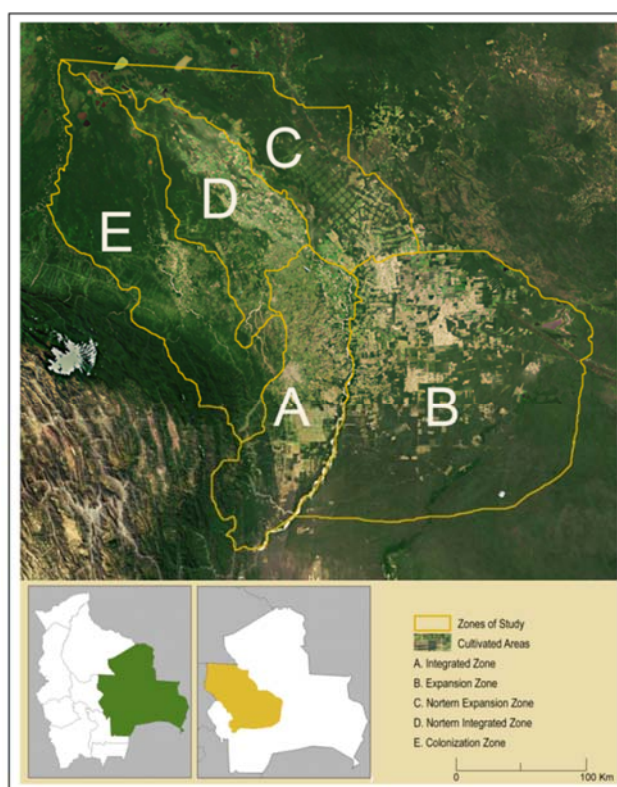 C
D
E
A
B
Zones of Study
Cultivated Areas
A. Integrated Zone
B. Expansion Zone
C. Nortern Expansion Zone
D. Nortern Integrated Zone
E. Colonization Zone
0 100 Km